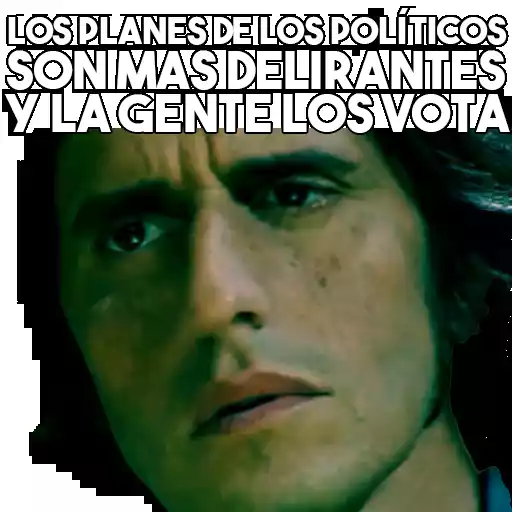 LOS PLANES DE LOS POLÍTICOS
SON MAS DELIRANTES
Y LA GENTE LOS VOTA